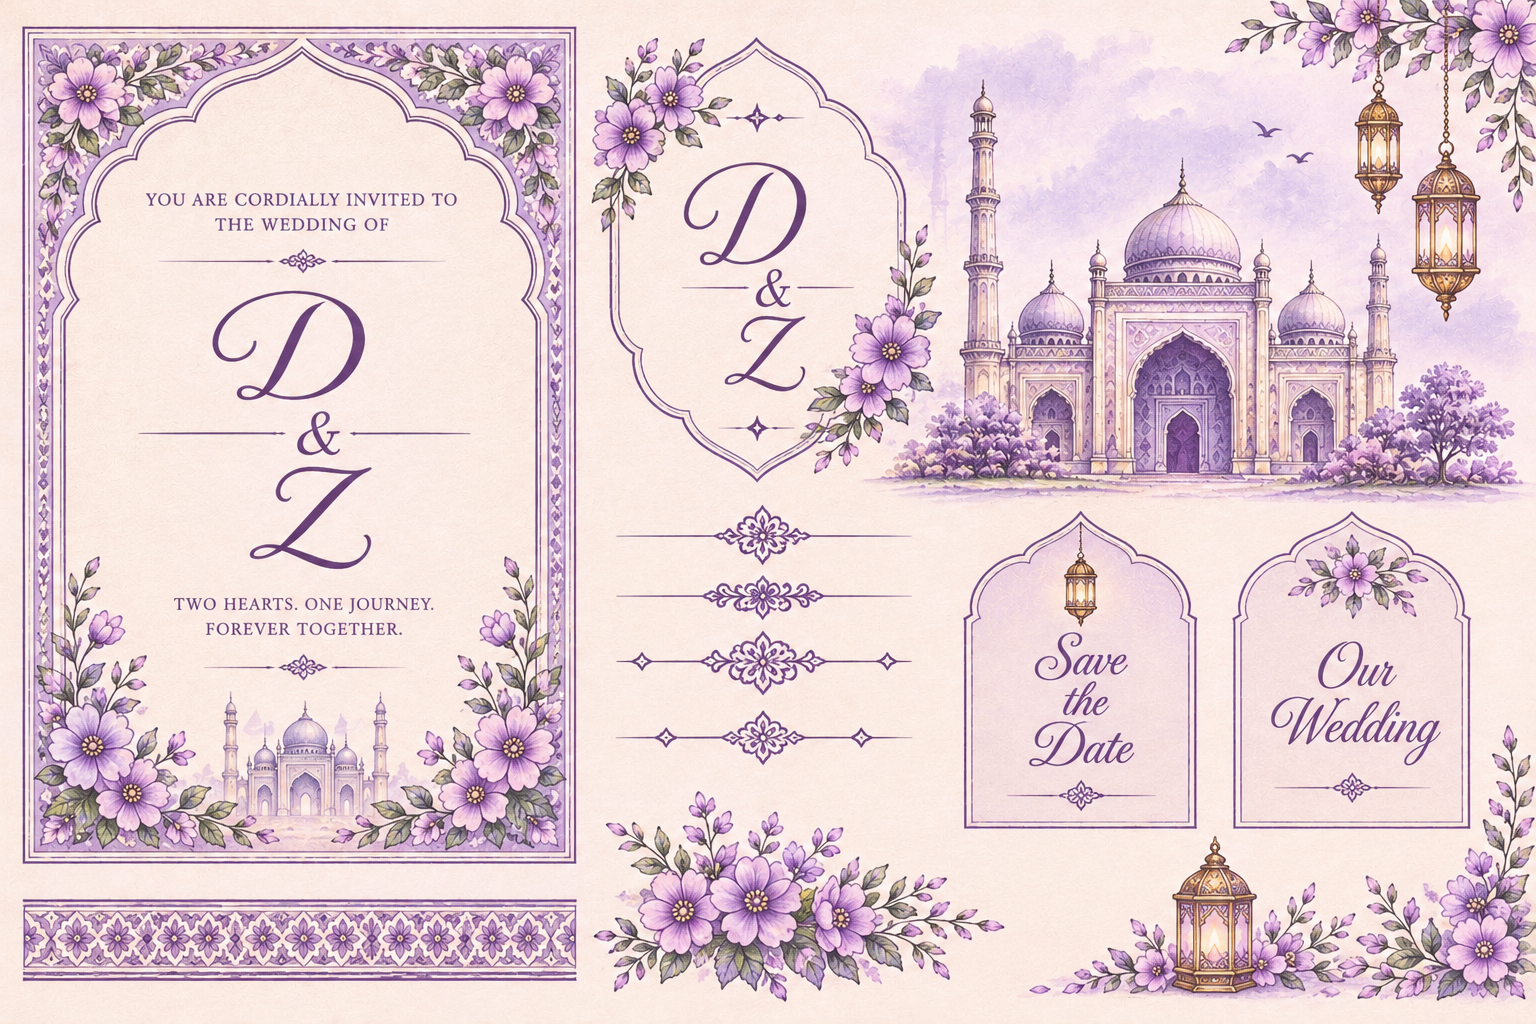 YOU ARE CORDIALLY INVITED TO
THE WEDDING OF
D
&
Z
TWO HEARTS. ONE JOURNEY.
FOREVER TOGETHER.
D
&
Z
Save
the
Date
Our
Wedding